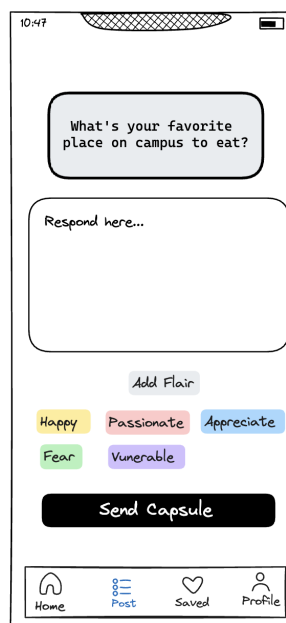 10:47
What's your favorite
place on campus to eat?
Respond here...
Add Flair
Happy Passionate Appreciate
Fear Vunerable
Send Capsule
Home Post Saved Profile